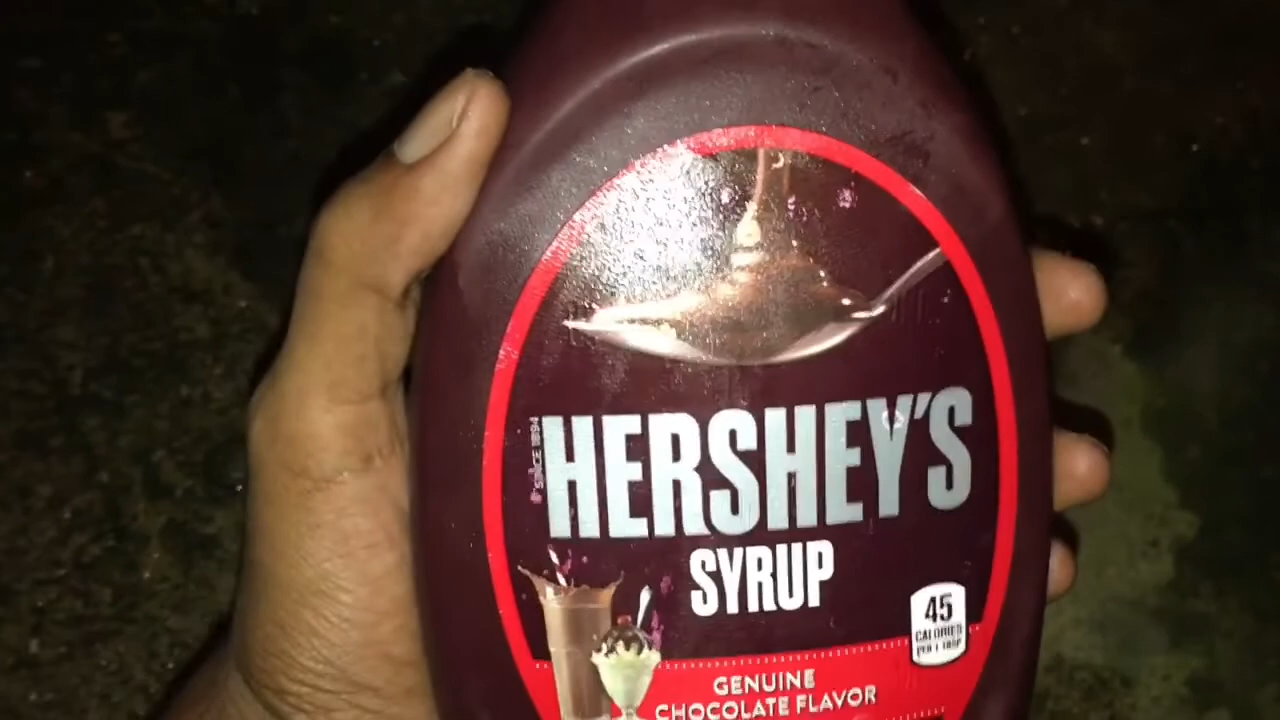 SINCE 1894
HERSHEY'S
SYRUP
45
CALORIES
PER 1 TBSP
GENUINE
CHOCOLATE FLAVOR